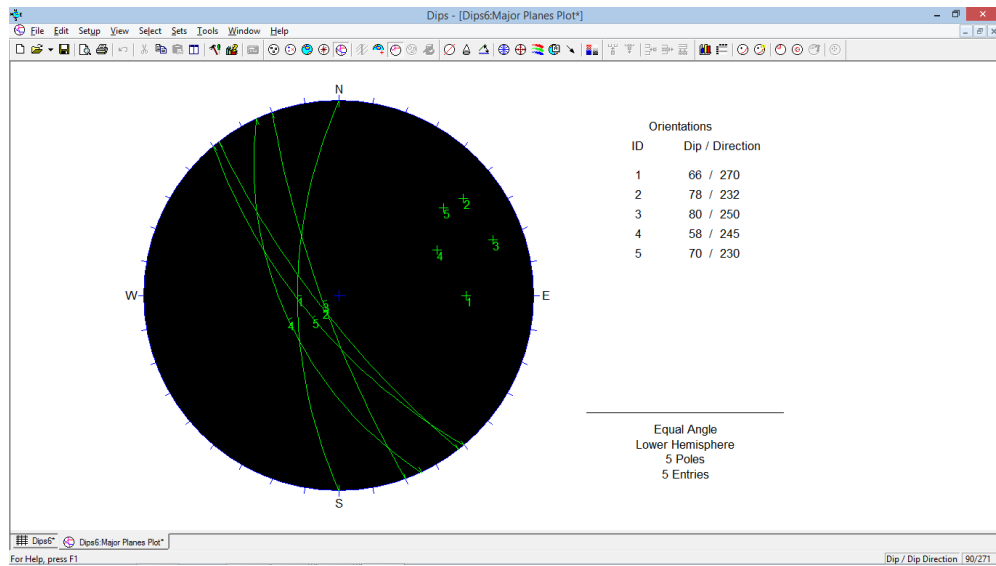 Dips - [Dips6:Major Planes Plot*]
File Edit Setup View Select Sets Tools Window Help
N
W
E
S
1
2
3
4
5
1
4
5
2
Orientations
ID Dip / Direction
1 66 / 270
2 78 / 232
3 80 / 250
4 58 / 245
5 70 / 230
Equal Angle
Lower Hemisphere
5 Poles
5 Entries
Dips6* Dips6:Major Planes Plot*
For Help, press F1 Dip / Dip Direction 90/271